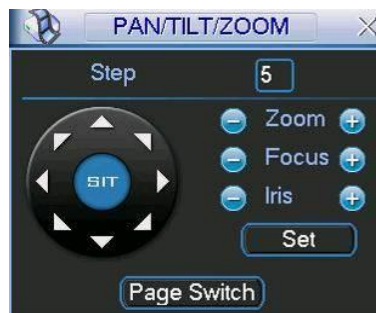 PAN/TILT/ZOOM
Step 5
SIT
Zoom
Focus
Iris
Set
Page Switch